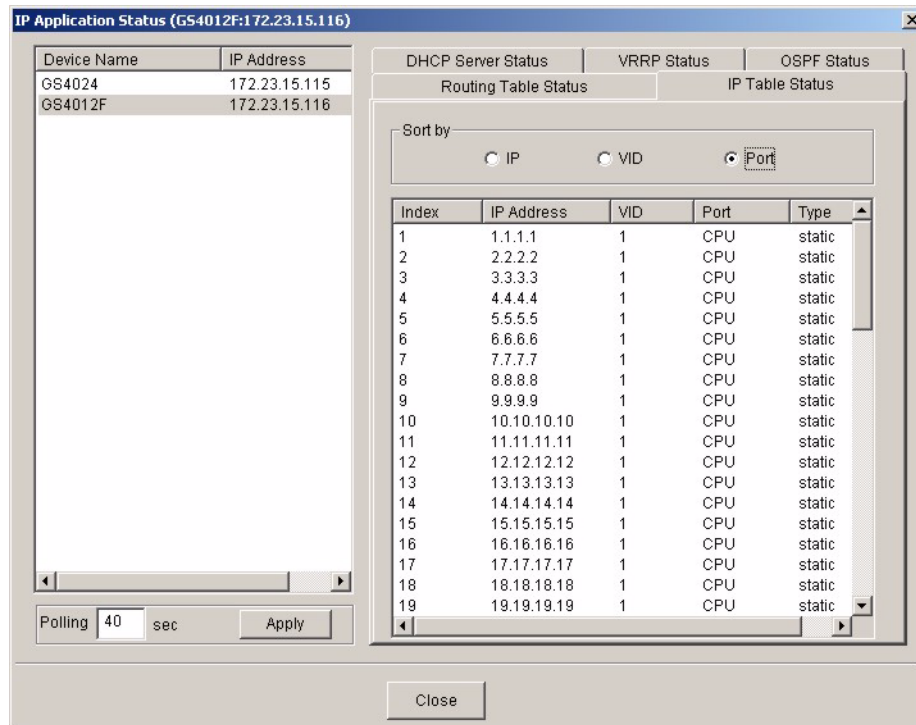 IP Application Status (GS4012F:172.23.15.116)
Device Name IP Address
GS4024 172.23.15.115
GS4012F 172.23.15.116
Polling 40 sec Apply
DHCP Server Status VRRP Status OSPF Status
Routing Table Status IP Table Status
Sort by
IP VID Port
Index IP Address VID Port Type
1 1.1.1.1 1 CPU static
2 2.2.2.2 1 CPU static
3 3.3.3.3 1 CPU static
4 4.4.4.4 1 CPU static
5 5.5.5.5 1 CPU static
6 6.6.6.6 1 CPU static
7 7.7.7.7 1 CPU static
8 8.8.8.8 1 CPU static
9 9.9.9.9 1 CPU static
10 10.10.10.10 1 CPU static
11 11.11.11.11 1 CPU static
12 12.12.12.12 1 CPU static
13 13.13.13.13 1 CPU static
14 14.14.14.14 1 CPU static
15 15.15.15.15 1 CPU static
16 16.16.16.16 1 CPU static
17 17.17.17.17 1 CPU static
18 18.18.18.18 1 CPU static
19 19.19.19.19 1 CPU static
Close